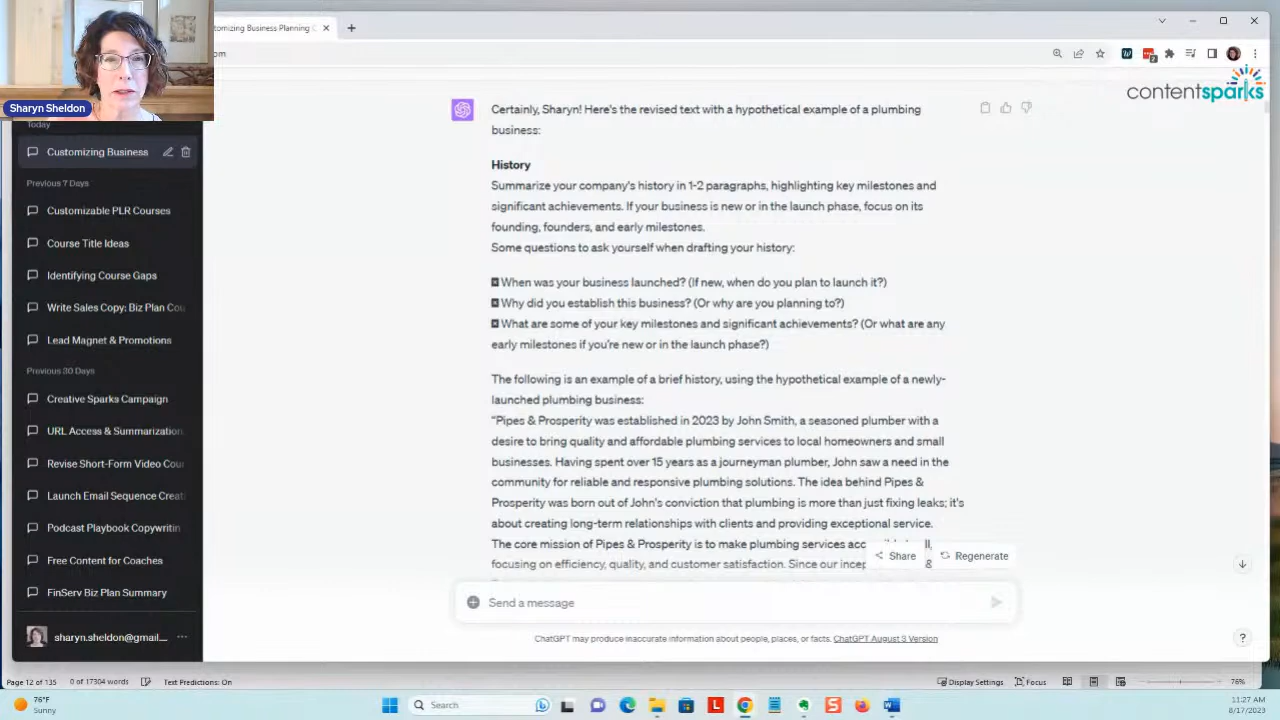 Sharyn Sheldon
tomizing Business Planning
om
contentsparks
Today
Customizing Business
Previous 7 Days
Customizable PLR Courses
Course Title Ideas
Identifying Course Gaps
Write Sales Copy: Biz Plan Cou
Lead Magnet & Promotions
Previous 30 Days
Creative Sparks Campaign
URL Access & Summarization
Revise Short-Form Video Cour
Launch Email Sequence Creat
Podcast Playbook Copywritin
Free Content for Coaches
FinServ Biz Plan Summary
sharyn.sheldon@gmail...
Certainly, Sharyn! Here's the revised text with a hypothetical example of a plumbing
business:
History
Summarize your company's history in 1-2 paragraphs, highlighting key milestones and
significant achievements. If your business is new or in the launch phase, focus on its
founding, founders, and early milestones.
Some questions to ask yourself when drafting your history:
When was your business launched? (If new, when do you plan to launch it?)
Why did you establish this business? (Or why are you planning to?)
What are some of your key milestones and significant achievements? (Or what are any
early milestones if you're new or in the launch phase?)
The following is an example of a brief history, using the hypothetical example of a newly-
launched plumbing business:
"Pipes & Prosperity was established in 2023 by John Smith, a seasoned plumber with a
desire to bring quality and affordable plumbing services to local homeowners and small
businesses. Having spent over 15 years as a journeyman plumber, John saw a need in the
community for reliable and responsive plumbing solutions. The idea behind Pipes &
Prosperity was born out of John's conviction that plumbing is more than just fixing leaks; it's
about creating long-term relationships with clients and providing exceptional service.
The core mission of Pipes & Prosperity is to make plumbing services
focusing on efficiency, quality, and customer satisfaction. Since our &
Share
Regenerate
Send a message
ChatGPT may produce inaccurate information about people, places, or facts. ChatGPT August 3 Version
?
Page 12 of 135
0 of 17304 words
Text Predictions: On
Display Settings
Focus
76%
76°F
Sunny
Search
11:27 AM
8/17/2023